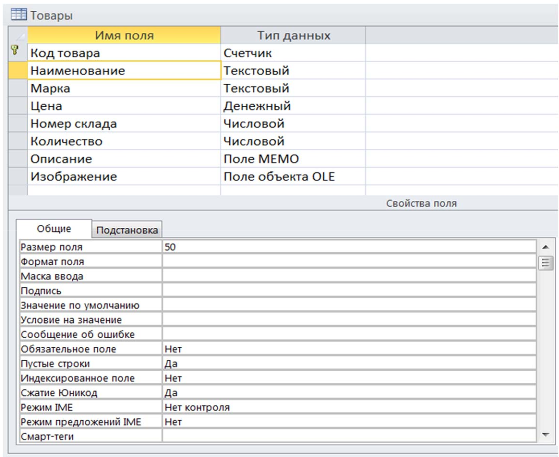 Товары
Имя поля Тип данных
Код товара Счетчик
Наименование Текстовый
Марка Текстовый
Цена Денежный
Номер склада Числовой
Количество Числовой
Описание Поле МЕМО
Изображение Поле объекта OLE
Свойства поля
Общие Подстановка
Размер поля 50
Формат поля
Маска ввода
Подпись
Значение по умолчанию
Условие на значение
Сообщение об ошибке
Обязательное поле Нет
Пустые строки Да
Индексированное поле Нет
Сжатие Юникод Да
Режим IME Нет контроля
Режим предложений IME Нет
Смарт-теги